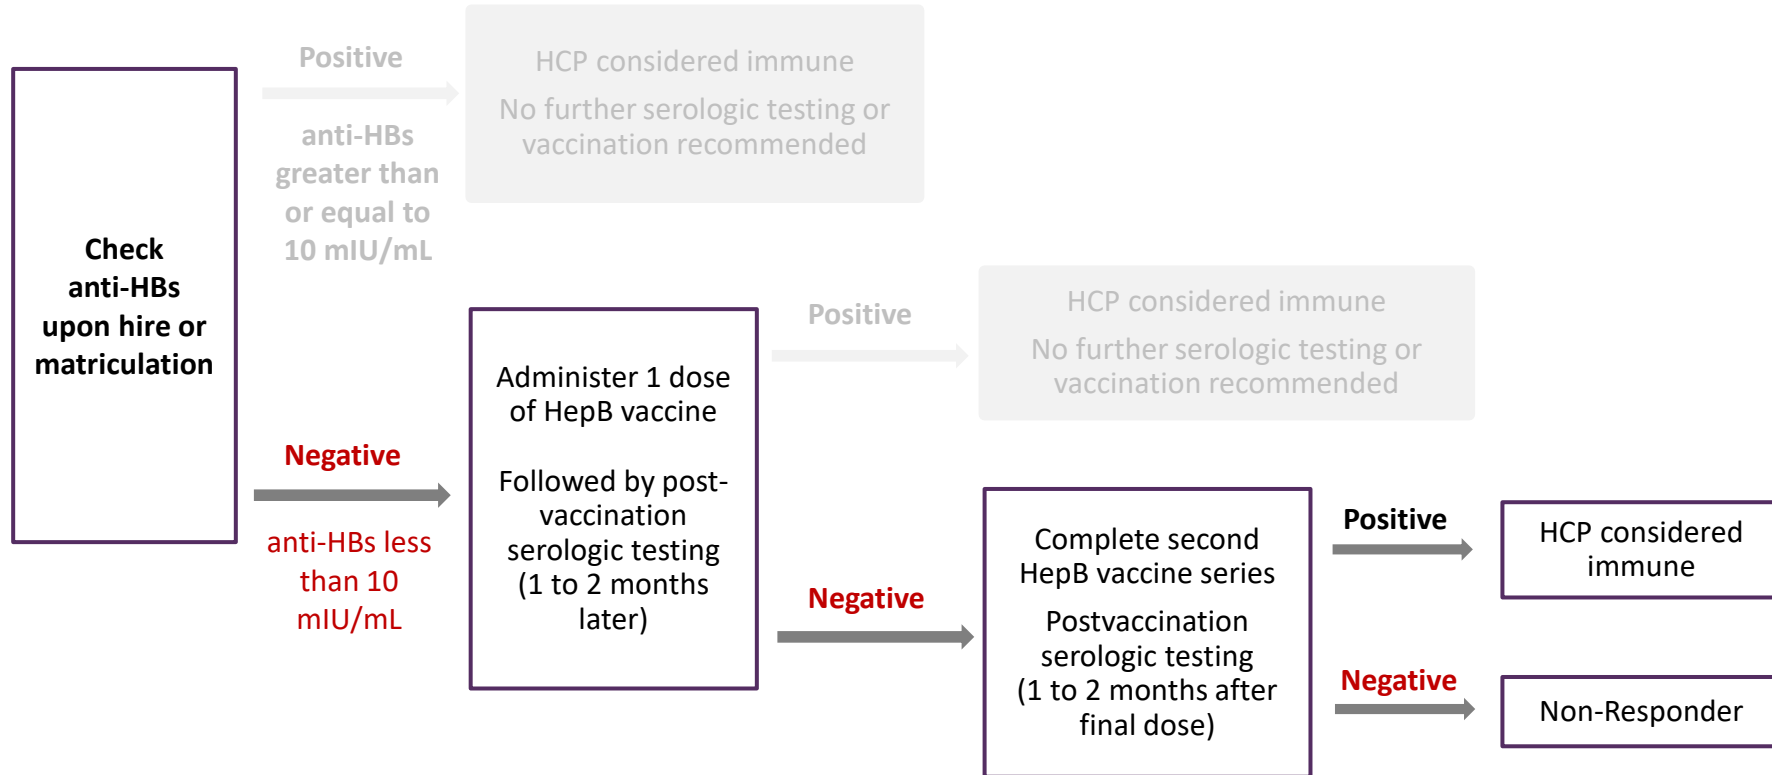 Check
anti-HBs
upon hire or
matriculation
Positive
anti-HBs
greater than
or equal to
10 mIU/mL
HCP considered immune
No further serologic testing or
vaccination recommended
Negative
anti-HBs less
than 10
mIU/mL
Administer 1 dose
of HepB vaccine
Followed by post-
vaccination
serologic testing
(1 to 2 months
later)
Positive
HCP considered immune
No further serologic testing or
vaccination recommended
Negative
Complete second
HepB vaccine series
Postvaccination
serologic testing
(1 to 2 months after
final dose)
Positive
HCP considered
immune
Negative
Non-Responder